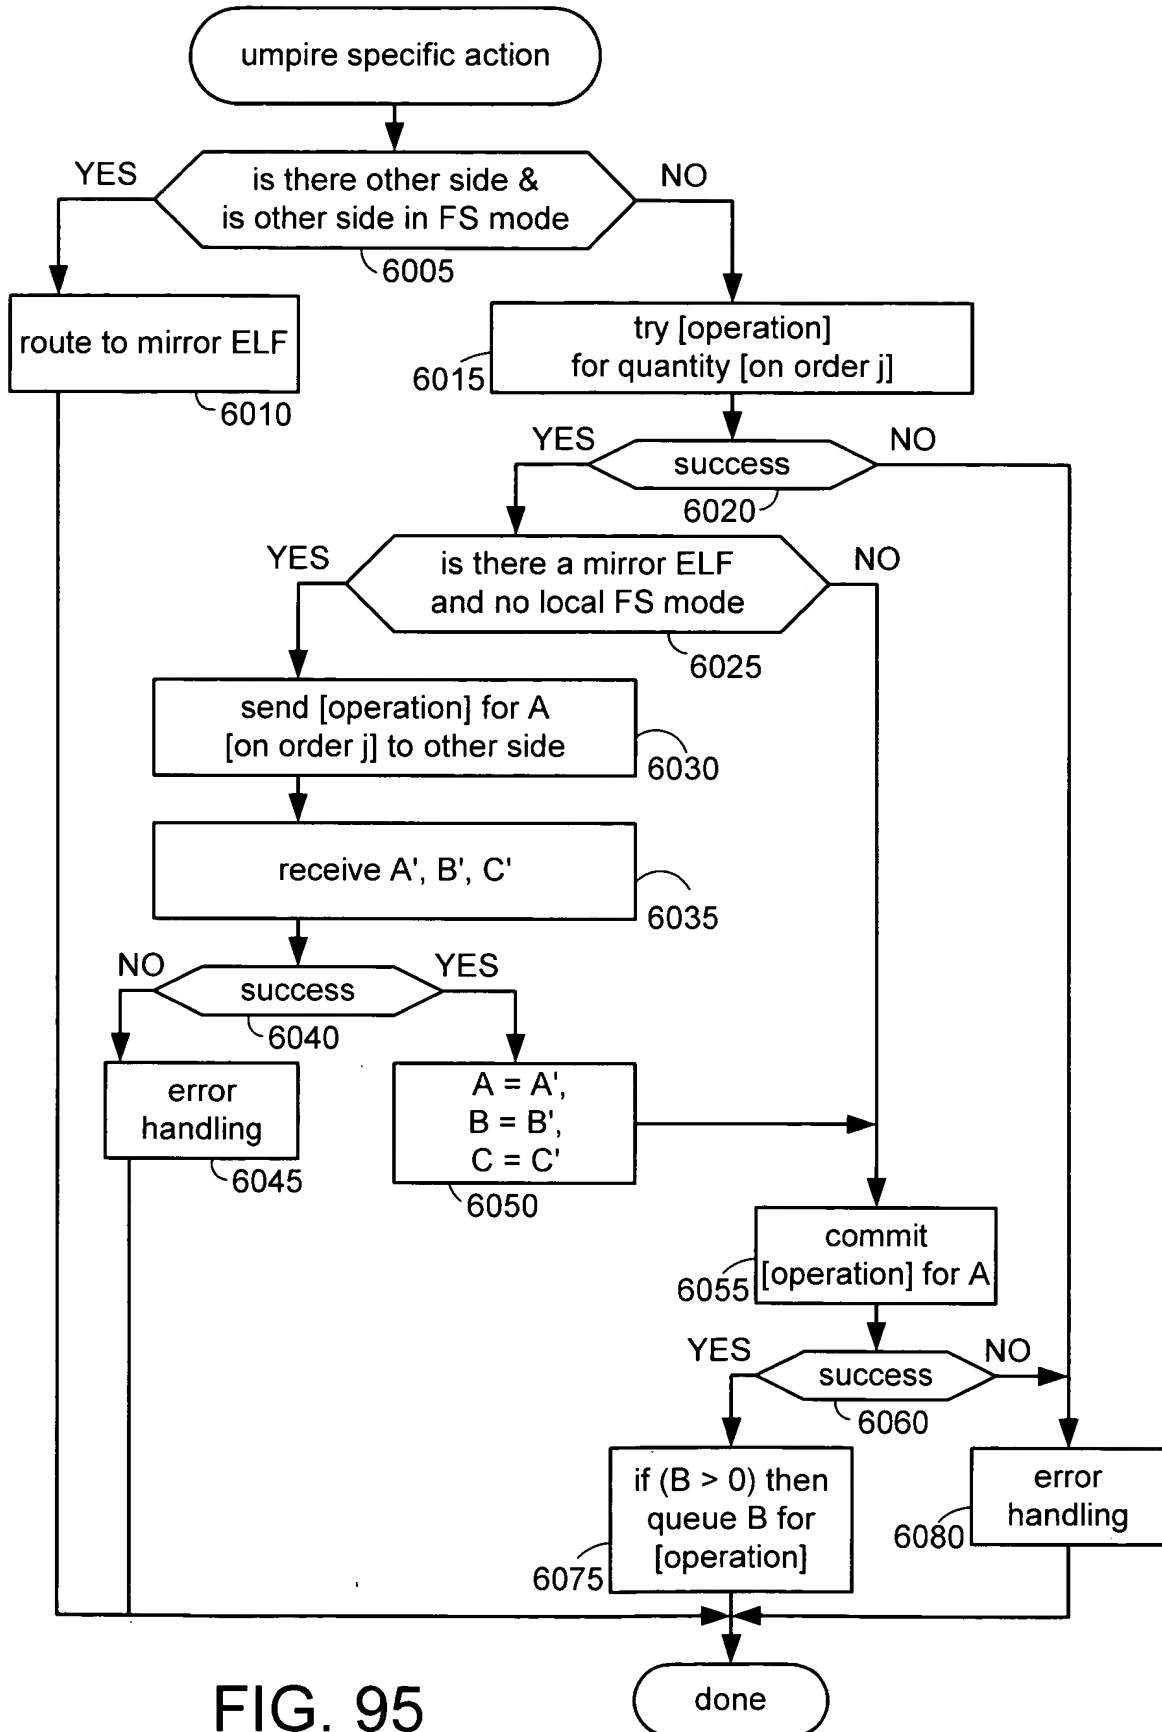 umpire specific action
YES
NO
is there other side &
is other side in FS mode
6005
route to mirror ELF
6010
try [operation]
for quantity [on order j]
6015
YES
NO
success
6020
YES
NO
is there a mirror ELF
and no local FS mode
6025
send [operation] for A
[on order j] to other side
6030
receive A', B', C'
6035
NO
YES
success
6040
error
handling
6045
A = A',
B = B',
C = C'
6050
commit
[operation] for A
6055
YES
NO
success
6060
if (B > 0) then
queue B for
[operation]
6075
error
handling
6080
done
FIG. 95